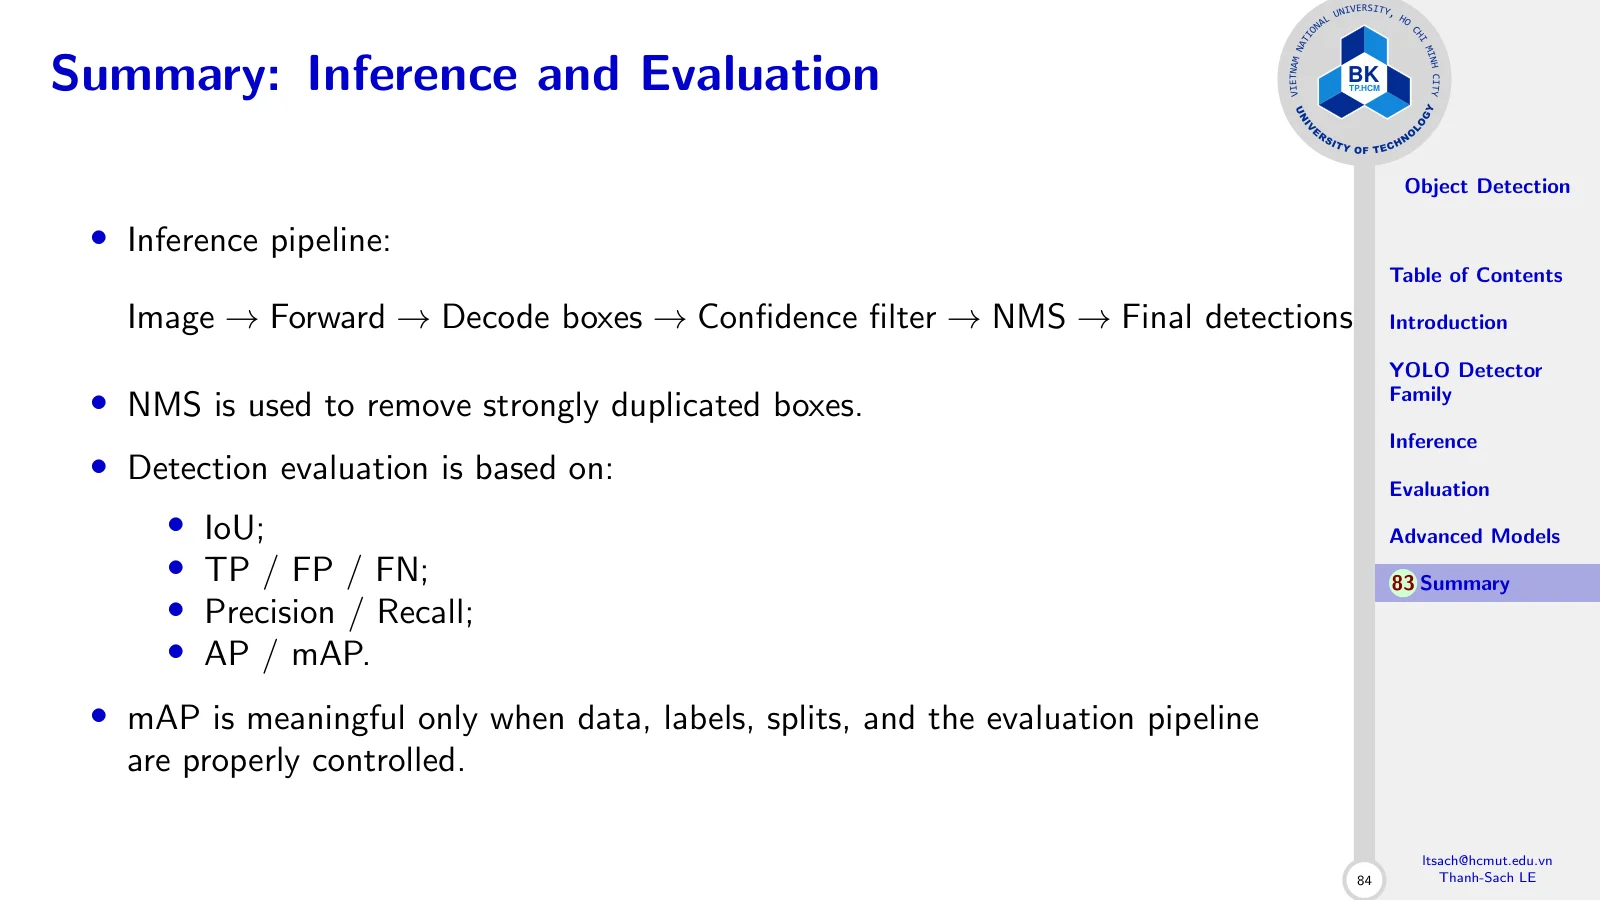 Summary: Inference and Evaluation
• Inference pipeline:
Image → Forward → Decode boxes → Confidence filter → NMS → Final detections
• NMS is used to remove strongly duplicated boxes.
• Detection evaluation is based on:
• IoU;
• TP / FP / FN;
• Precision / Recall;
• AP / mAP.
• mAP is meaningful only when data, labels, splits, and the evaluation pipeline
are properly controlled.
VIETNAM NATIONAL UNIVERSITY, HO CHI MINH CITY
BK
TP.HCM
UNIVERSITY OF TECHNOLOGY
Object Detection
Table of Contents
Introduction
YOLO Detector
Family
Inference
Evaluation
Advanced Models
83 Summary
ltsach@hcmut.edu.vn
Thanh-Sach LE
84